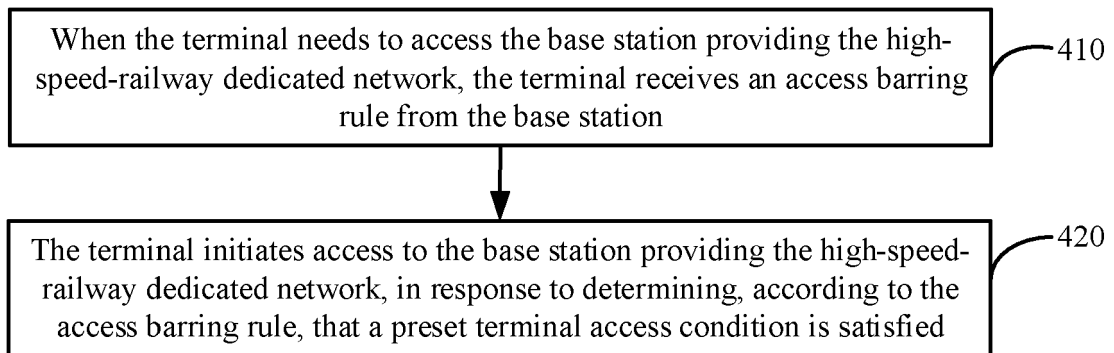 When the terminal needs to access the base station providing the high-
speed-railway dedicated network, the terminal receives an access barring
rule from the base station
410
The terminal initiates access to the base station providing the high-speed-
railway dedicated network, in response to determining, according to the
access barring rule, that a preset terminal access condition is satisfied
420